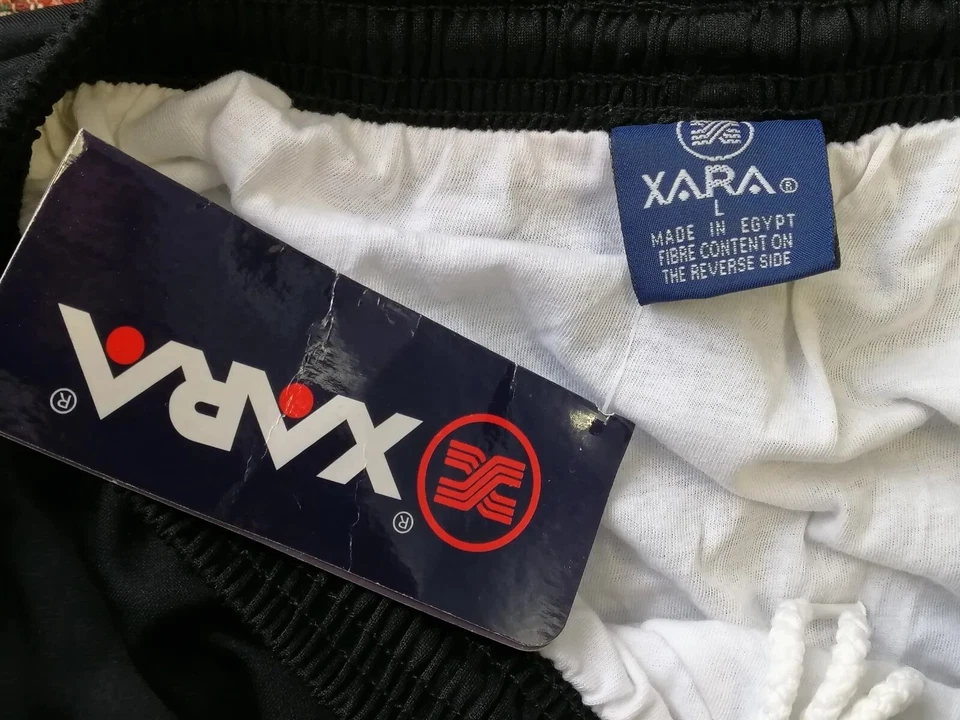 XARA®
L
MADE IN EGYPT
FIBRE CONTENT ON
THE REVERSE SIDE
®
XARA®